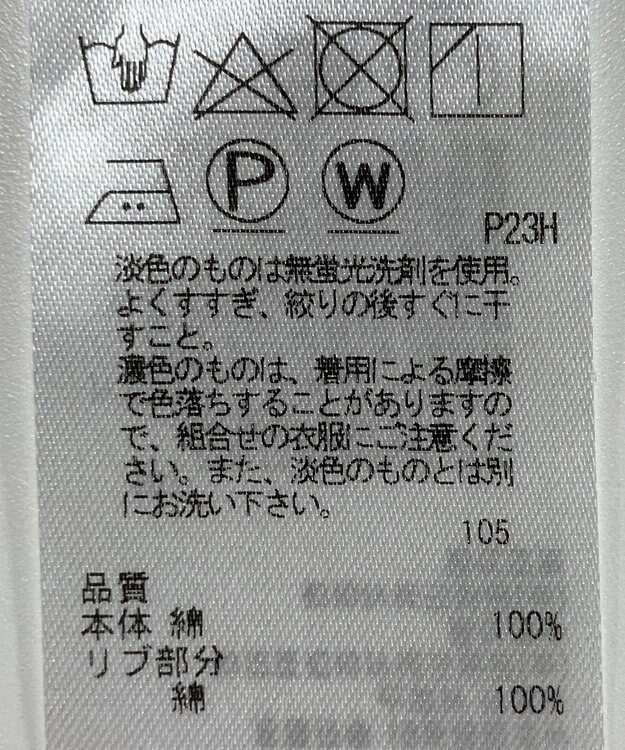 P W
P23H
淡色のものは無蛍光洗剤を使用。
よくすすぎ、絞りの後すぐに干
すこと。
濃色のものは、着用による摩擦
で色落ちすることがありますの
で、組合せの衣服にご注意くだ
さい。また、淡色のものとは別
にお洗い下さい。
105
品質
本体 綿 100%
リブ部分
綿 100%